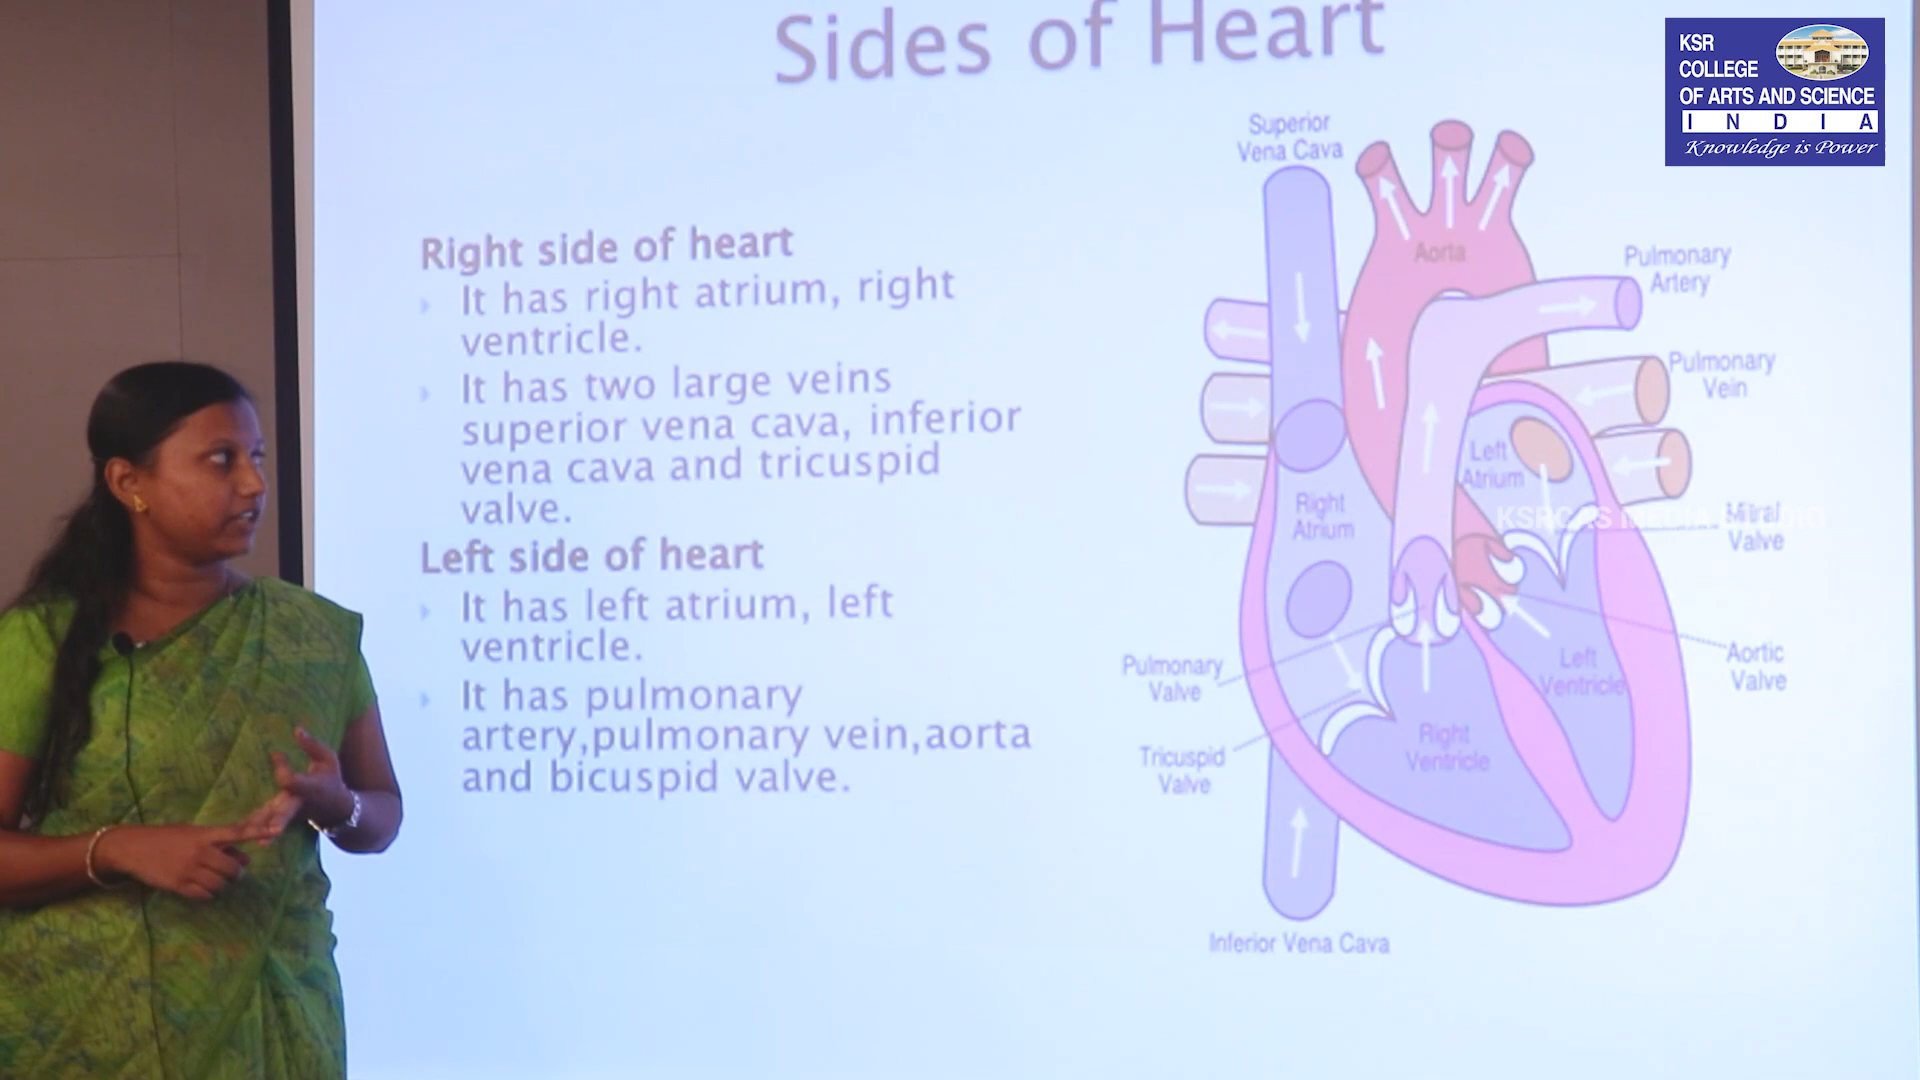 Sides of Heart
KSR
COLLEGE
OF ARTS AND SCIENCE
I N D I A
Knowledge is Power
Right side of heart
It has right atrium, right
ventricle.
It has two large veins
superior vena cava, inferior
vena cava and tricuspid
valve.
Left side of heart
It has left atrium, left
ventricle.
It has pulmonary
artery,pulmonary vein,aorta
and bicuspid valve.
Superior
Vena Cava
Aorta
Pulmonary
Artery
Pulmonary
Vein
Left
Atrium
Right
Atrium
Mitral
Valve
Left
Ventricle
Aortic
Valve
Pulmonary
Valve
Tricuspid
Valve
Right
Ventricle
Inferior Vena Cava